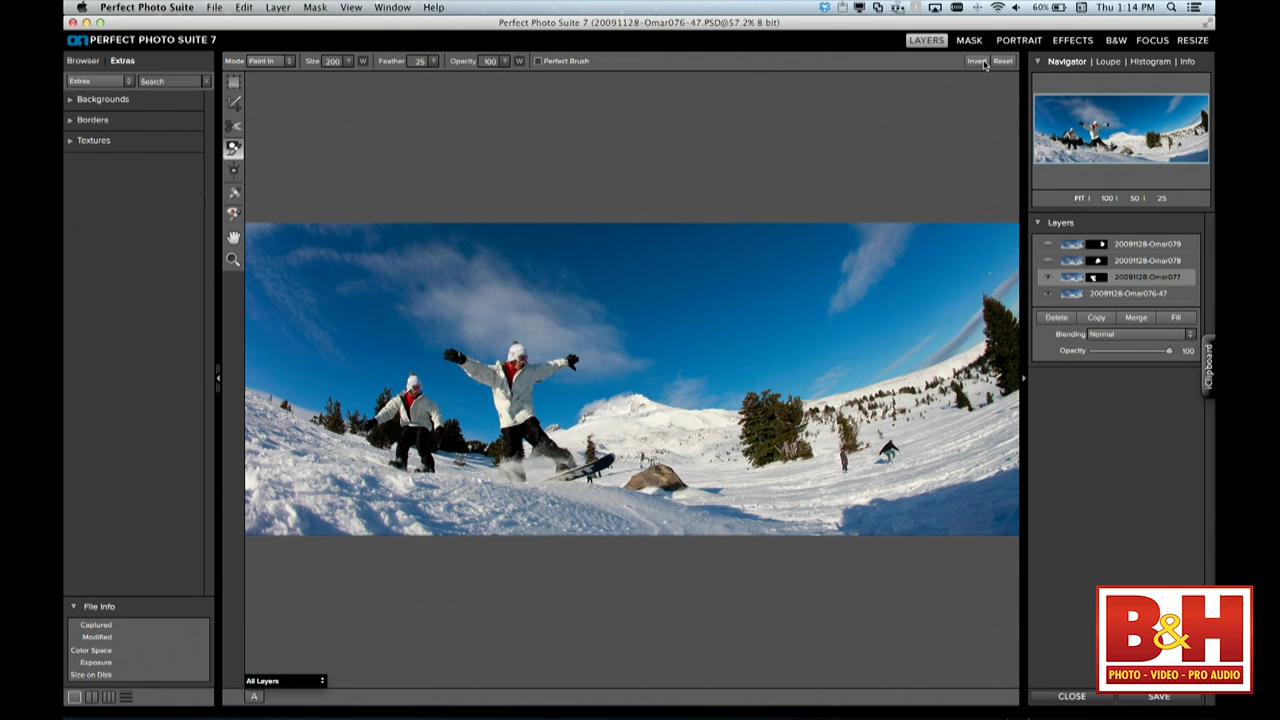 Perfect Photo Suite File Edit Layer Mask View Window Help 60% Thu 1:14 PM
Perfect Photo Suite 7 (20091128-Omar076-47.PSD@57.2% 8 bit)
on PERFECT PHOTO SUITE 7 LAYERS MASK PORTRAIT EFFECTS B&W FOCUS RESIZE
Browser Extras Mode Paint In Size 200 W Feather 25 Opacity 100 W Perfect Brush Invert Reset Navigator Loupe Histogram Info
Extras Search
Backgrounds
Borders
Textures
FIT 100 50 25
Layers
20091128-Omar079
20091128-Omar078
20091128-Omar077
20091128-Omar076-47
Delete Copy Merge Fill
Blending Normal
Opacity 100
iClipboard
File Info
Captured
Modified
Color Space
Exposure
Size on Disk
All Layers
A
CLOSE SAVE
B&H
PHOTO - VIDEO - PRO AUDIO